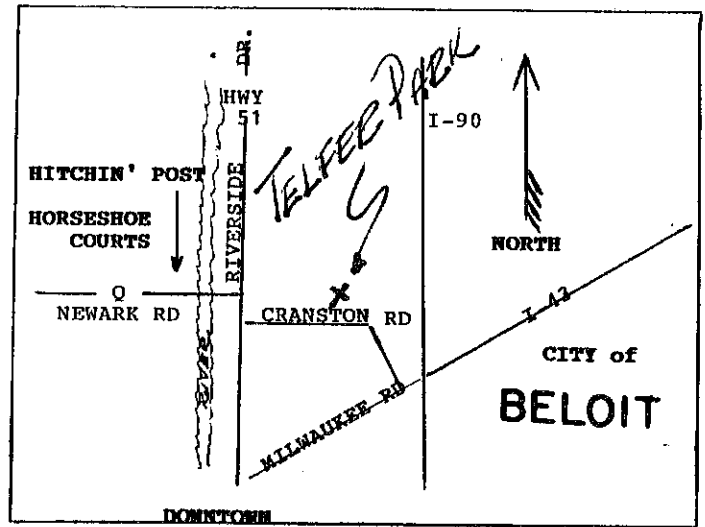 DR.
HWY
51
TELFER PARK
I-90
HITCHIN' POST
HORSESHOE
COURTS
RIVERSIDE
NORTH
Q
NEWARK RD
CRANSTON RD
I-43
RIVER
CITY of
BELOIT
MILWAUKEE RD
DOWNTOWN